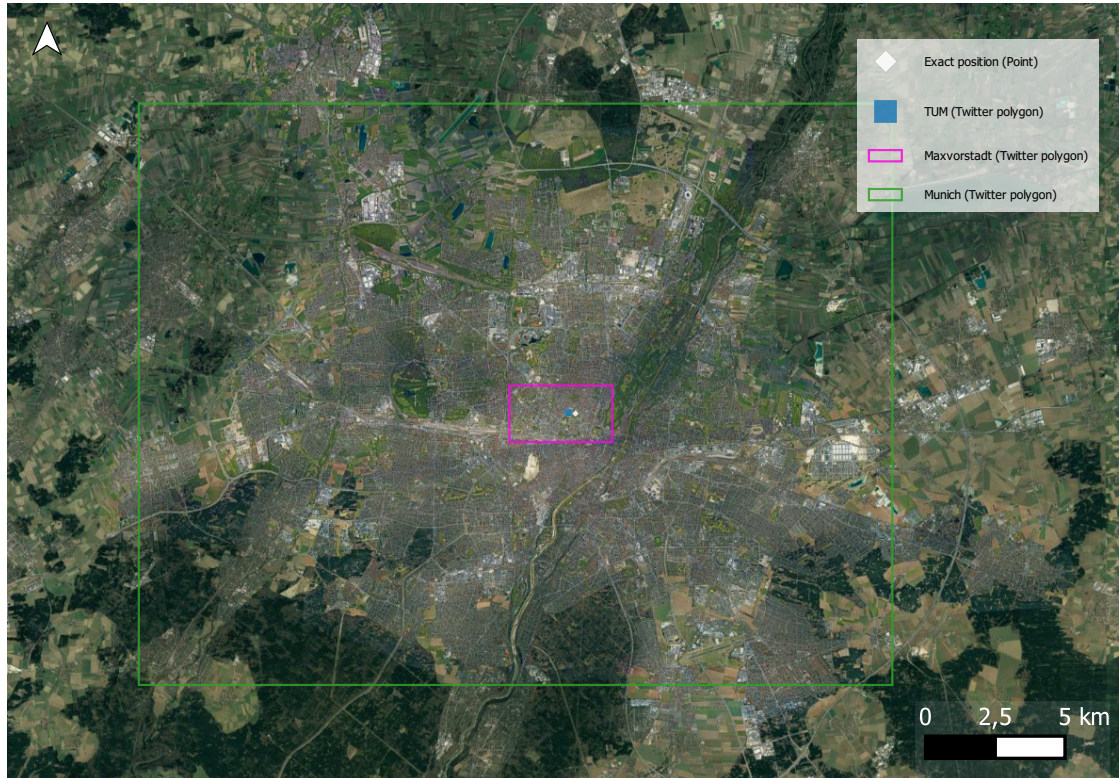 Exact position (Point)
TUM (Twitter polygon)
Maxvorstadt (Twitter polygon)
Munich (Twitter polygon)
0 2,5 5 km